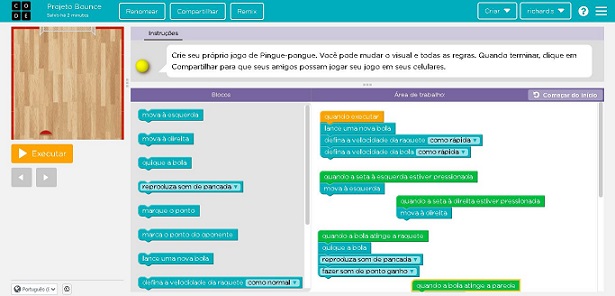 C O
D E
Projeto Bounce
Salvo há 2 minutos
Renomear
Compartilhar
Remix
Criar
richards
?
Instruções
Crie seu próprio jogo de Pingue-pongue. Você pode mudar o visual e todas as regras. Quando terminar, clique em
Compartilhar para que seus amigos possam jogar seu jogo em seus celulares.
Blocos
Área de trabalho:
Começar do início
mova à esquerda
mova à direita
quique a bola
reproduza som de pancada
marque o ponto
marca o ponto do oponente
lance uma nova bola
defina a velocidade da raquete como normal
quando executar
lance uma nova bola
defina a velocidade da raquete como rápida
defina a velocidade da bola como rápida
quando a seta à esquerda estiver pressionada
mova à esquerda
quando a seta à direita estiver pressionada
mova à direita
quando a bola atinge a raquete
quique a bola
reproduza som de pancada
fazer som de ponto ganho
quando a bola atinge a parede
Executar
Português (
©